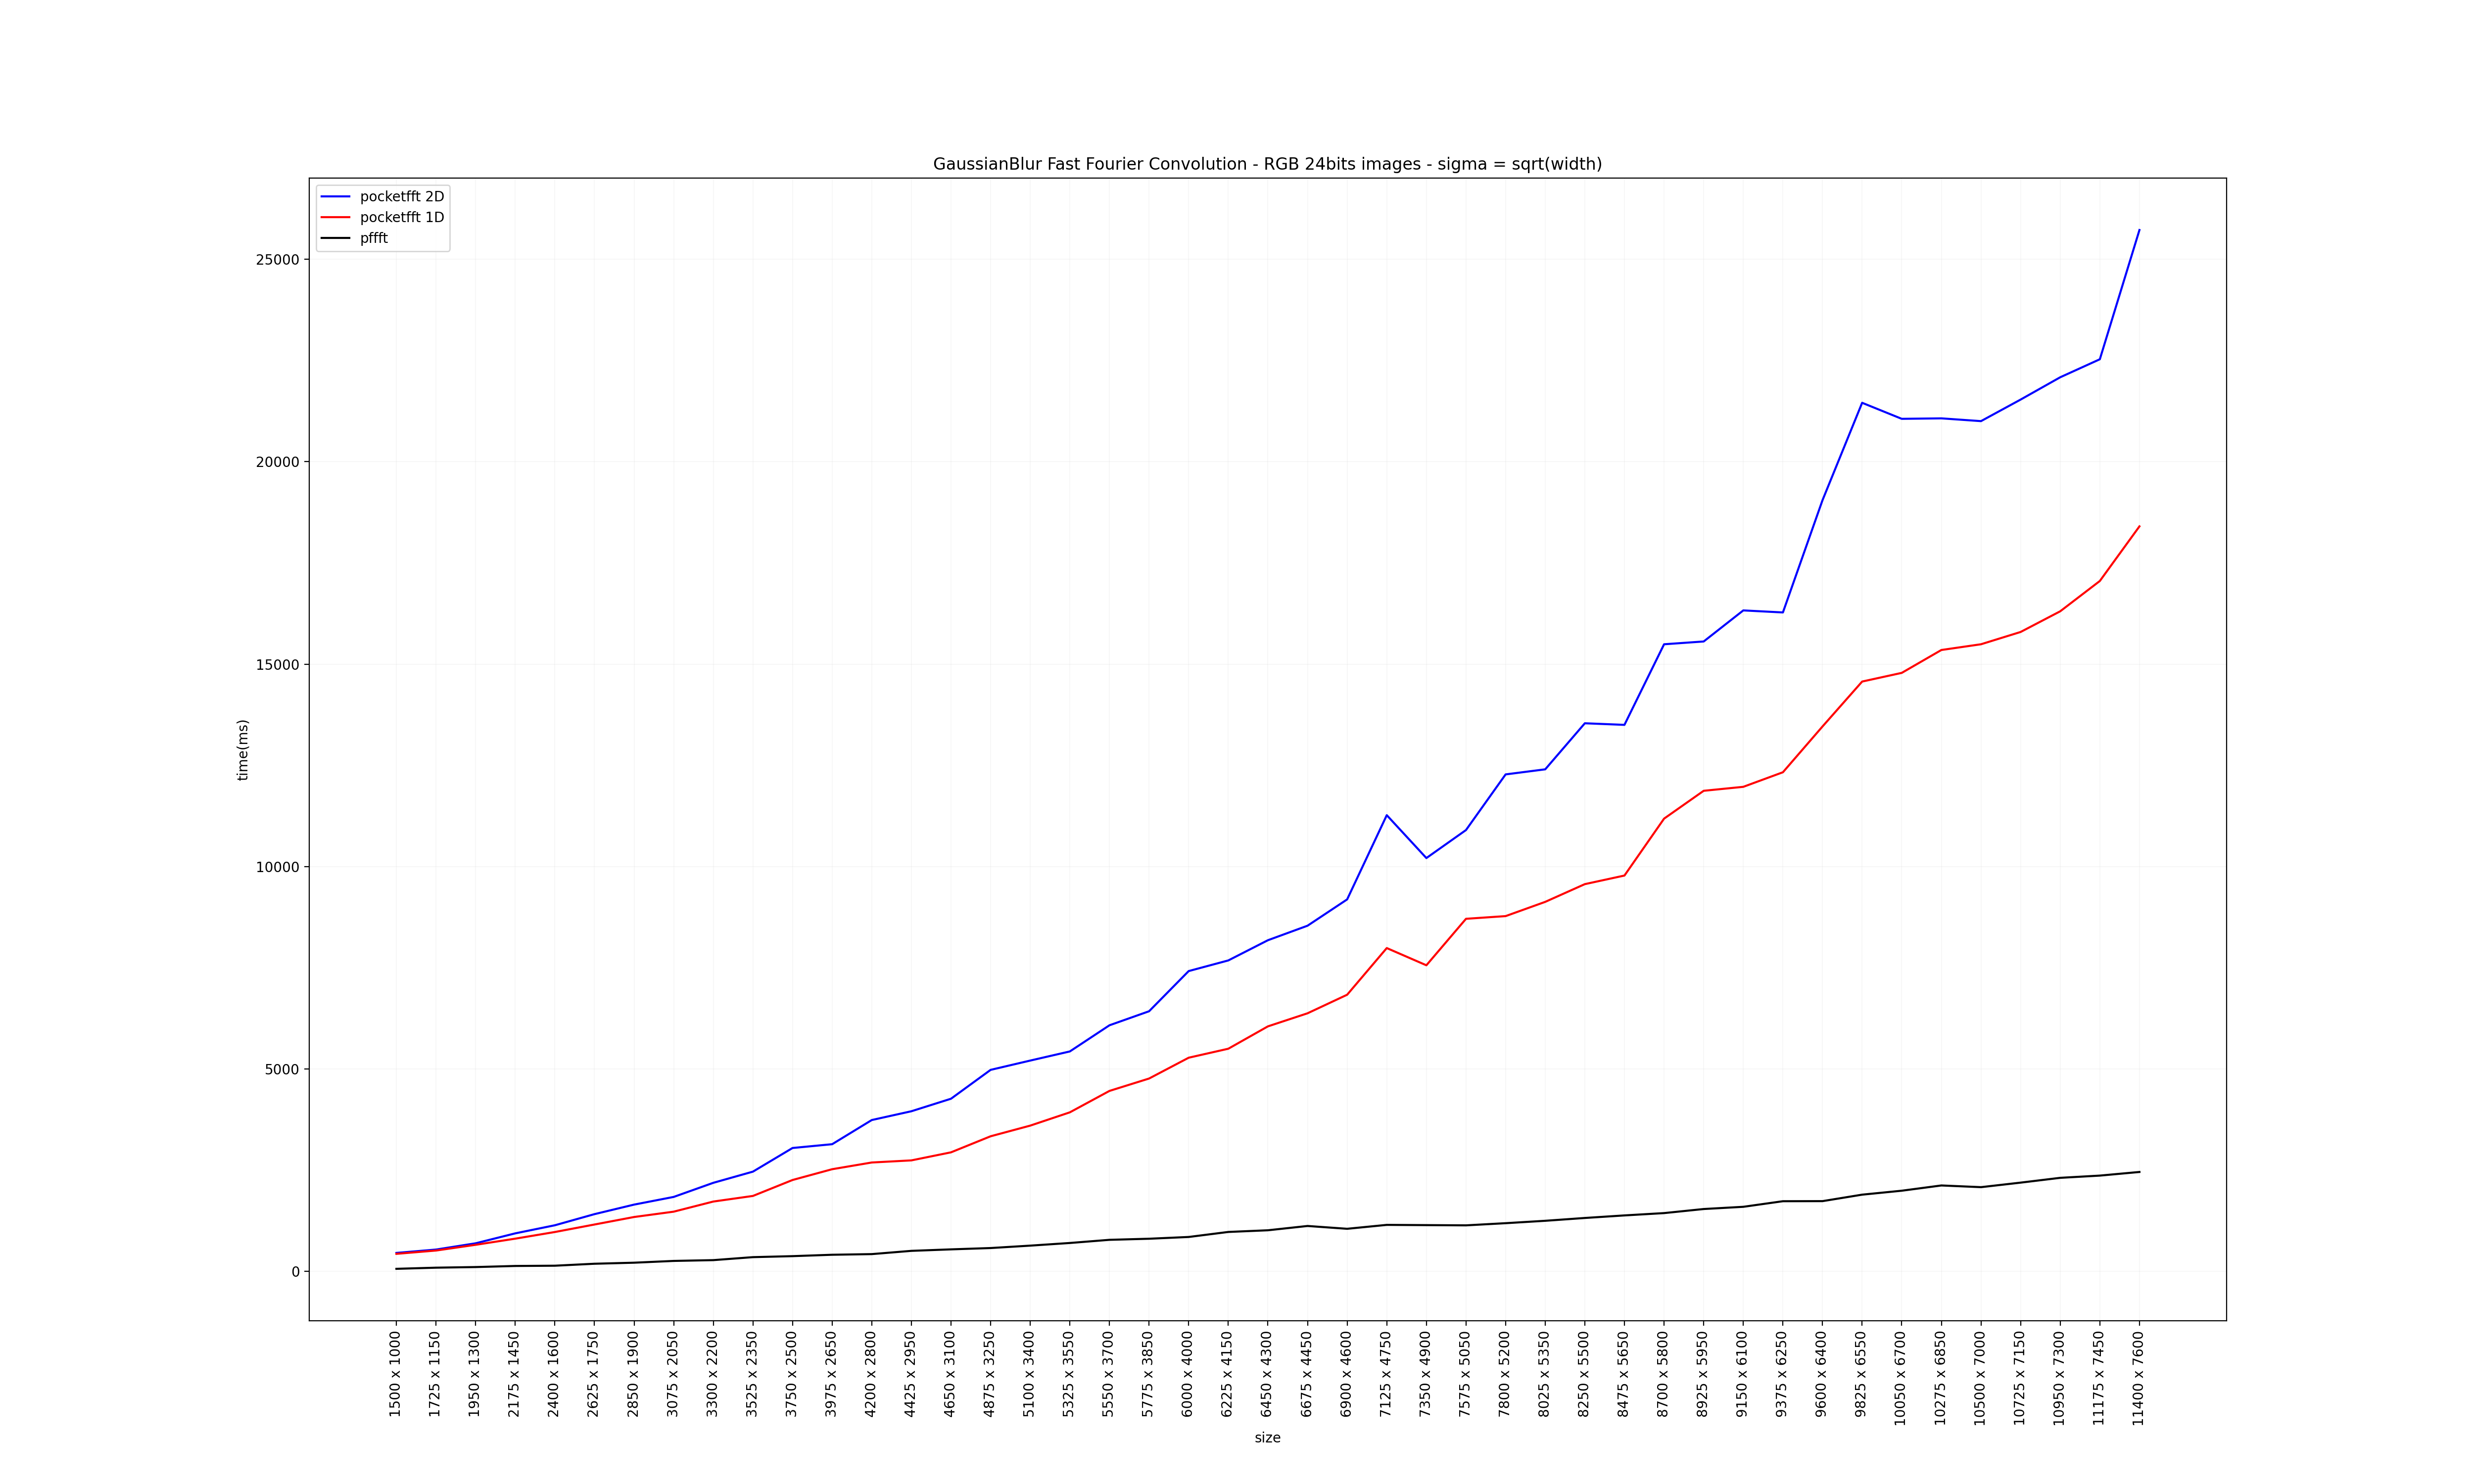 GaussianBlur Fast Fourier Convolution - RGB 24bits images - sigma = sqrt(width)
pocketfft 2D
pocketfft 1D
pffft
25000
20000
15000
10000
5000
0
time(ms)
1500 x 1000
1725 x 1150
1950 x 1300
2175 x 1450
2400 x 1600
2625 x 1750
2850 x 1900
3075 x 2050
3300 x 2200
3525 x 2350
3750 x 2500
3975 x 2650
4200 x 2800
4425 x 2950
4650 x 3100
4875 x 3250
5100 x 3400
5325 x 3550
5550 x 3700
5775 x 3850
6000 x 4000
6225 x 4150
6450 x 4300
6675 x 4450
6900 x 4600
7125 x 4750
7350 x 4900
7575 x 5050
7800 x 5200
8025 x 5350
8250 x 5500
8475 x 5650
8700 x 5800
8925 x 5950
9150 x 6100
9375 x 6250
9600 x 6400
9825 x 6550
10050 x 6700
10275 x 6850
10500 x 7000
10725 x 7150
10950 x 7300
11175 x 7450
11400 x 7600
size